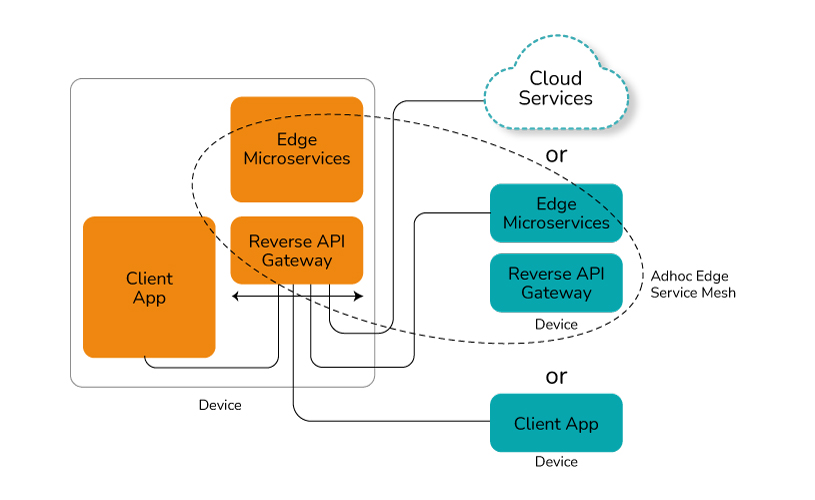 Cloud
Services
or
Edge
Microservices
Edge
Microservices
Reverse API
Gateway
Client
App
Reverse API
Gateway
Device
Adhoc Edge
Service Mesh
or
Device
Client App
Device